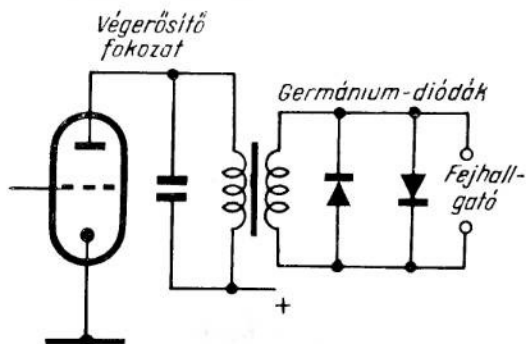 Végerősítő
fokozat
Germánium-diódák
Fejhall-
gató
+